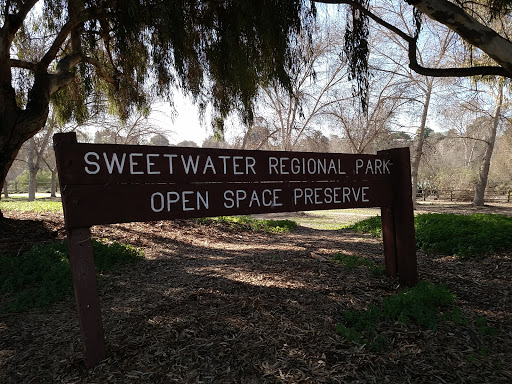 SWEETWATER REGIONAL PARK
OPEN SPACE PRESERVE